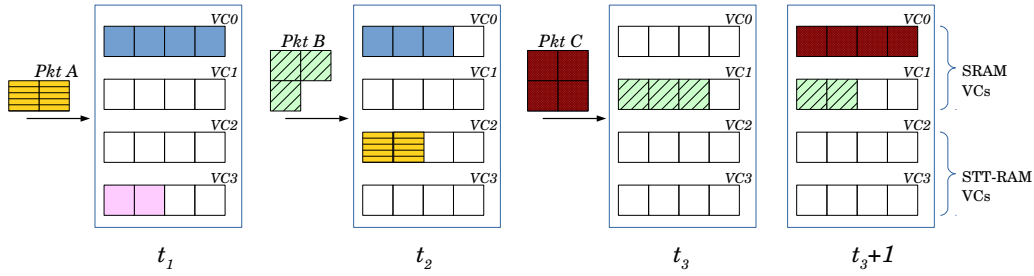 VC0
VC0
VC0
VC0
Pkt A
Pkt B
Pkt C
VC1
VC1
VC1
VC1
SRAM
VCs
VC2
VC2
VC2
VC2
VC3
VC3
VC3
VC3
STT-RAM
VCs
t1
t2
t3
t3+1